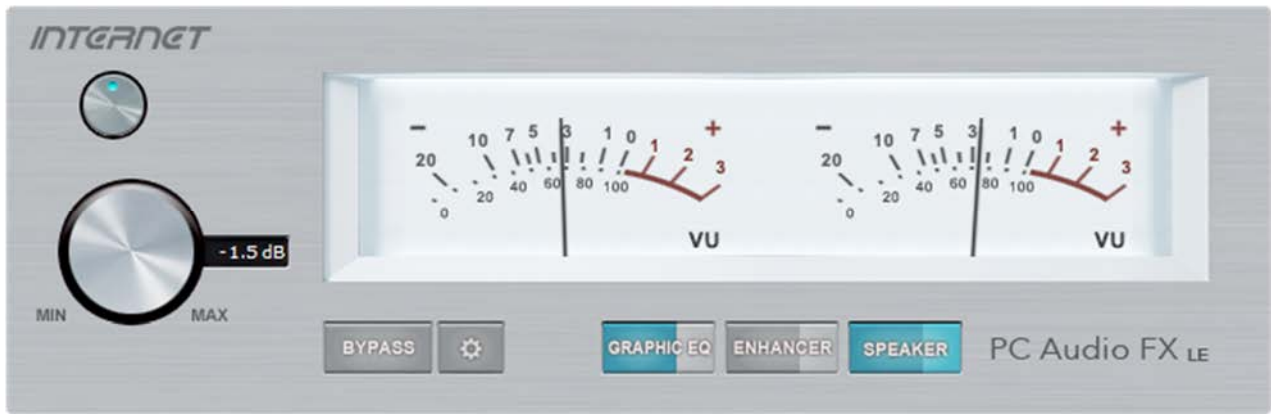 INTERNET
-1.5 dB
MIN
MAX
- 20 10 7 5 3 1 0 1 2 3 +
0 20 40 60 80 100
VU
- 20 10 7 5 3 1 0 1 2 3 +
0 20 40 60 80 100
VU
BYPASS
GRAPHIC EQ
ENHANCER
SPEAKER
PC Audio FX LE